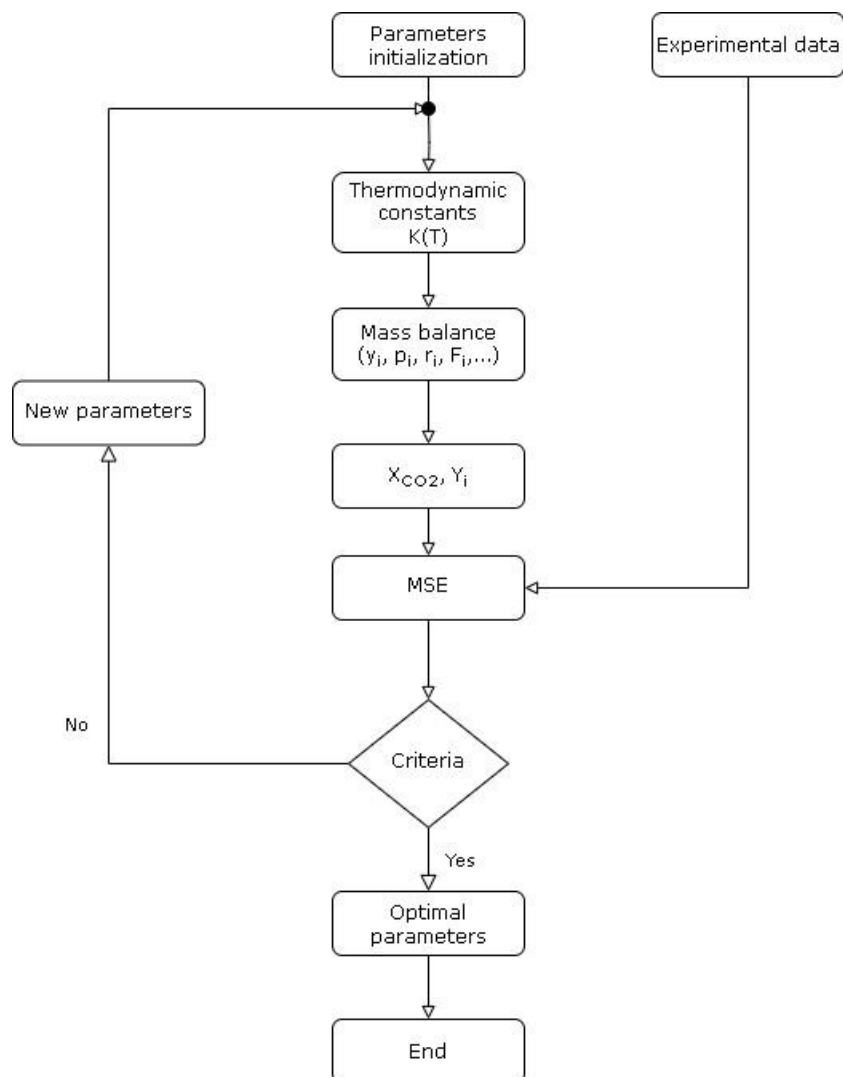 Parameters
initialization
Experimental data
Thermodynamic
constants
K(T)
Mass balance
(yᵢ, pᵢ, rᵢ, Fᵢ,...)
New parameters
X_CO2, Yᵢ
MSE
No
Criteria
Yes
Optimal
parameters
End